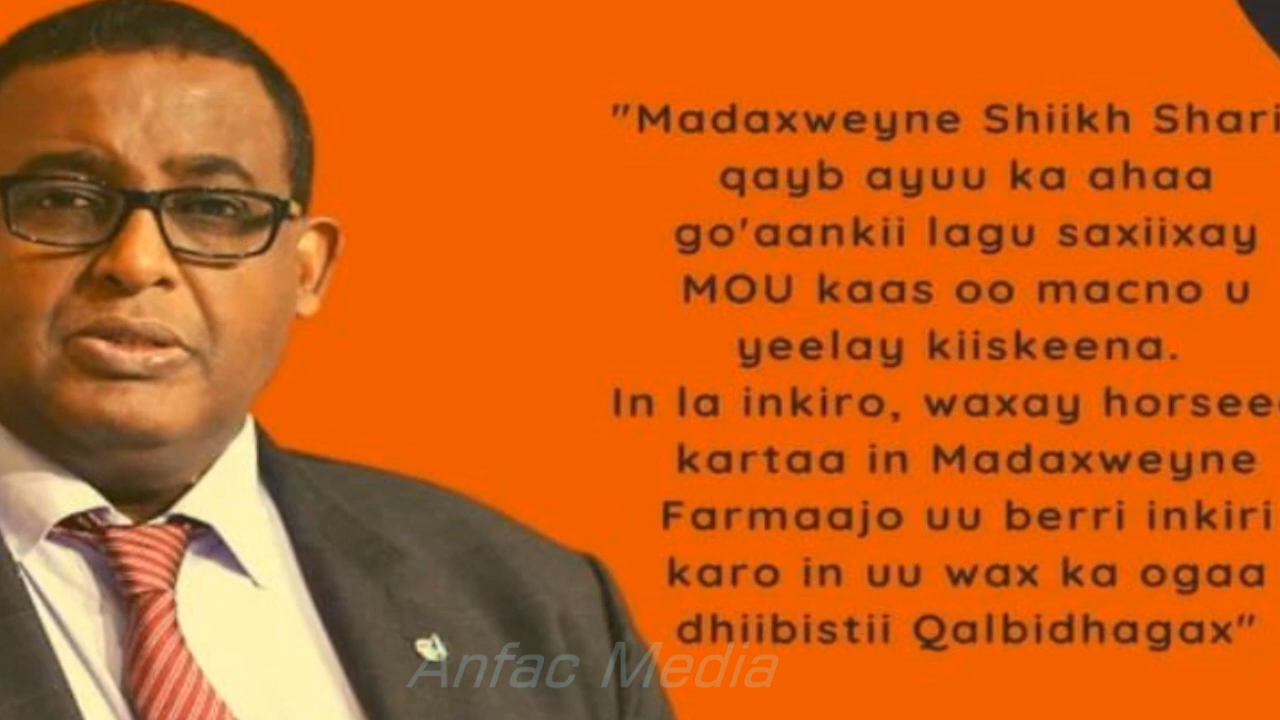 "Madaxweyne Shiikh Shari
qayb ayuu ka ahaa
go'aankii lagu saxiixay
MOU kaas oo macno u
yeelay kiiskeena.
In la inkiro, waxay horsee
kartaa in Madaxweyne
Farmaajo uu berri inkiri
karo in uu wax ka ogaa
dhiibistii Qalbidhagax"
Anfac Media